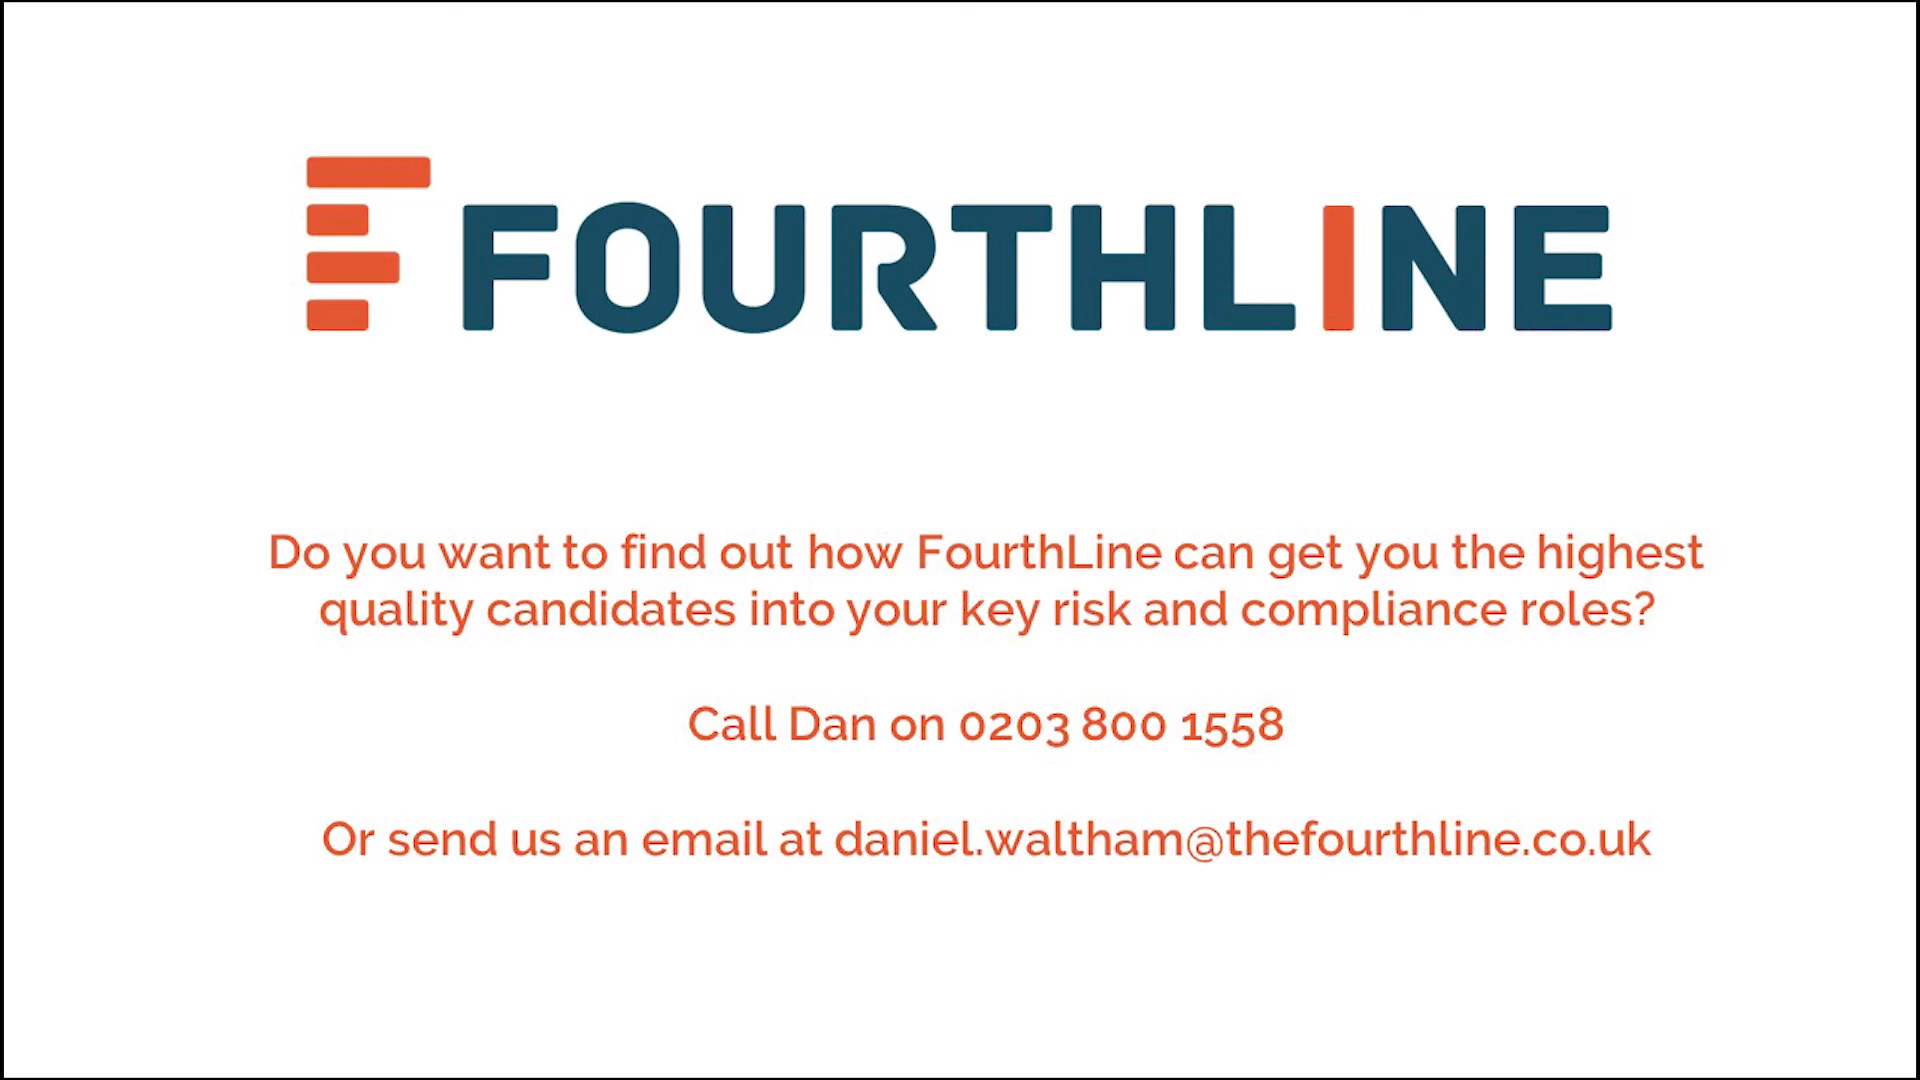 FOURTHLINE
Do you want to find out how FourthLine can get you the highest
quality candidates into your key risk and compliance roles?
Call Dan on 0203 800 1558
Or send us an email at daniel.waltham@thefourthline.co.uk